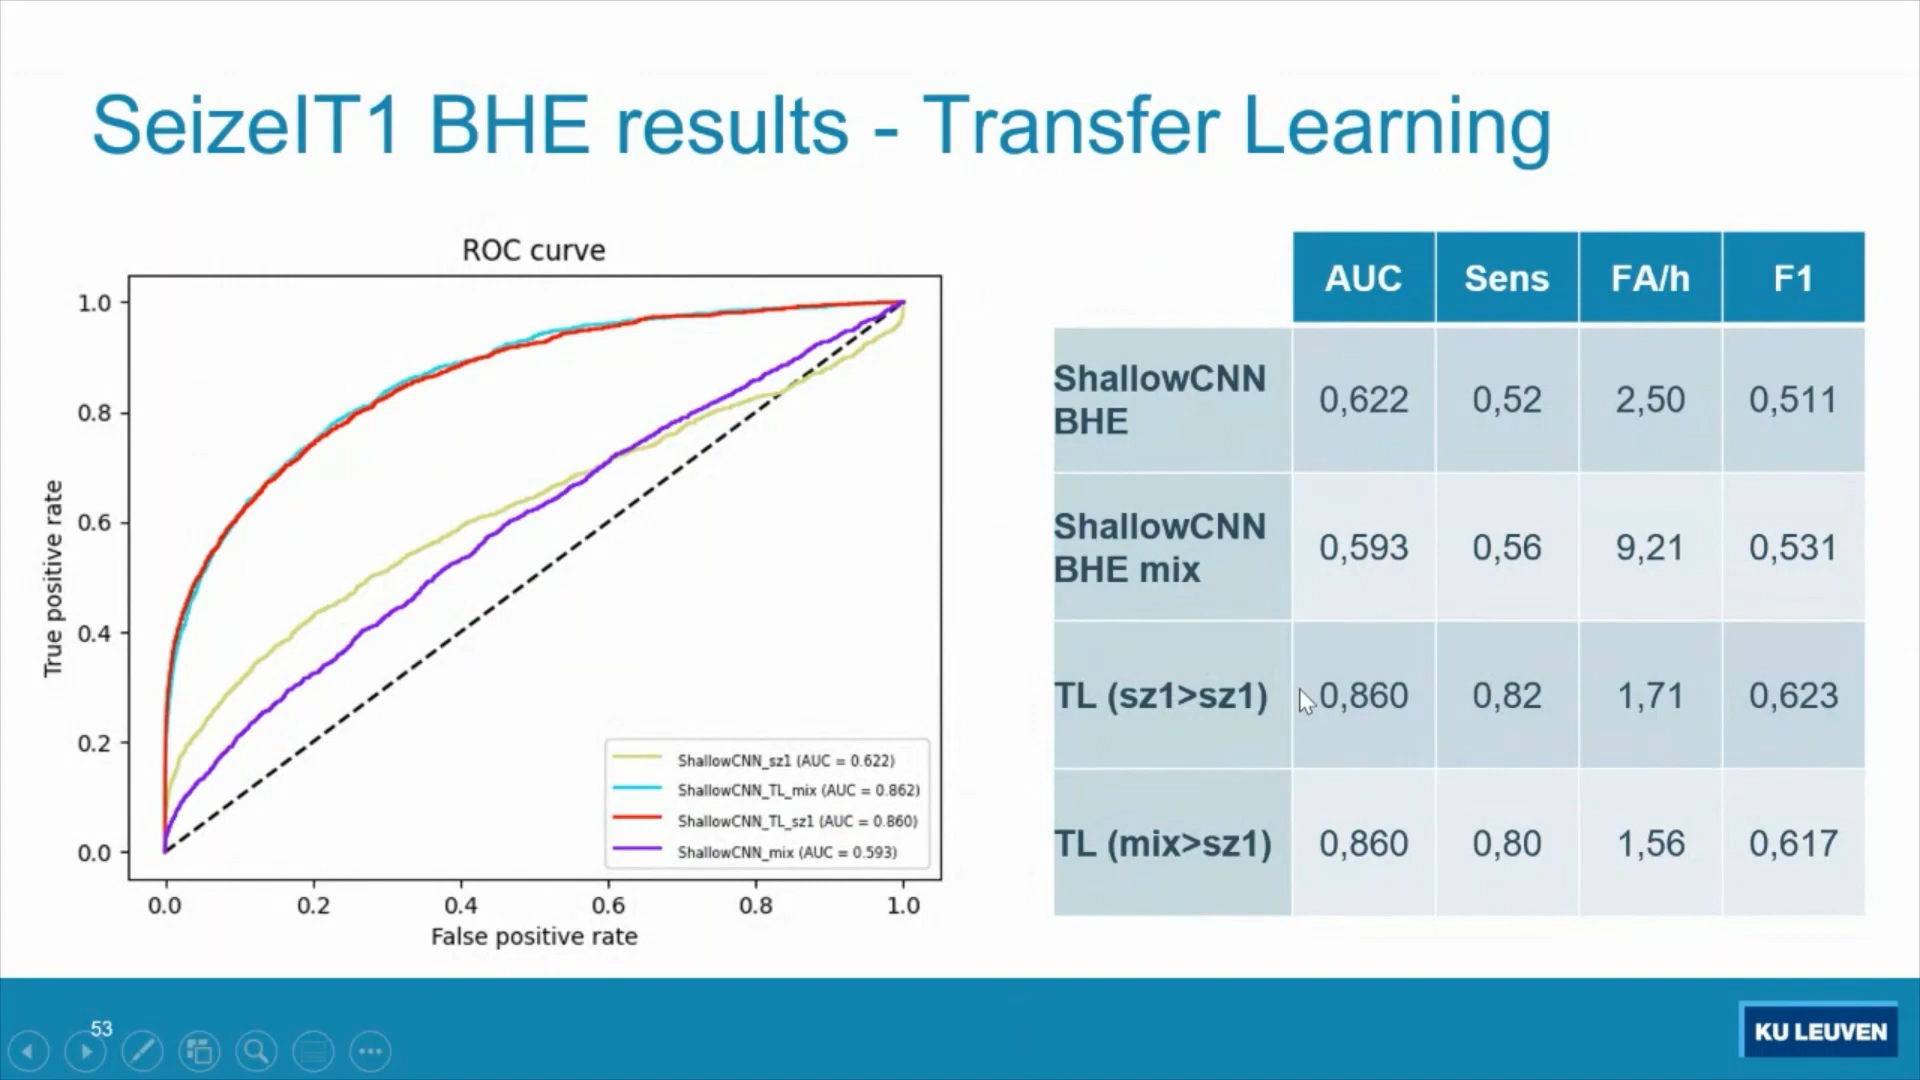 SeizeIT1 BHE results - Transfer Learning
ROC curve
1.0
0.8
0.6
0.4
0.2
0.0
True positive rate
0.0 0.2 0.4 0.6 0.8 1.0
False positive rate
ShallowCNN_sz1 (AUC = 0.622)
ShallowCNN_TL_mix (AUC = 0.862)
ShallowCNN_TL_sz1 (AUC = 0.860)
ShallowCNN_mix (AUC = 0.593)
AUC Sens FA/h F1
ShallowCNN
BHE
0,622 0,52 2,50 0,511
ShallowCNN
BHE mix
0,593 0,56 9,21 0,531
TL (sz1>sz1) 0,860 0,82 1,71 0,623
TL (mix>sz1) 0,860 0,80 1,56 0,617
53
KU LEUVEN